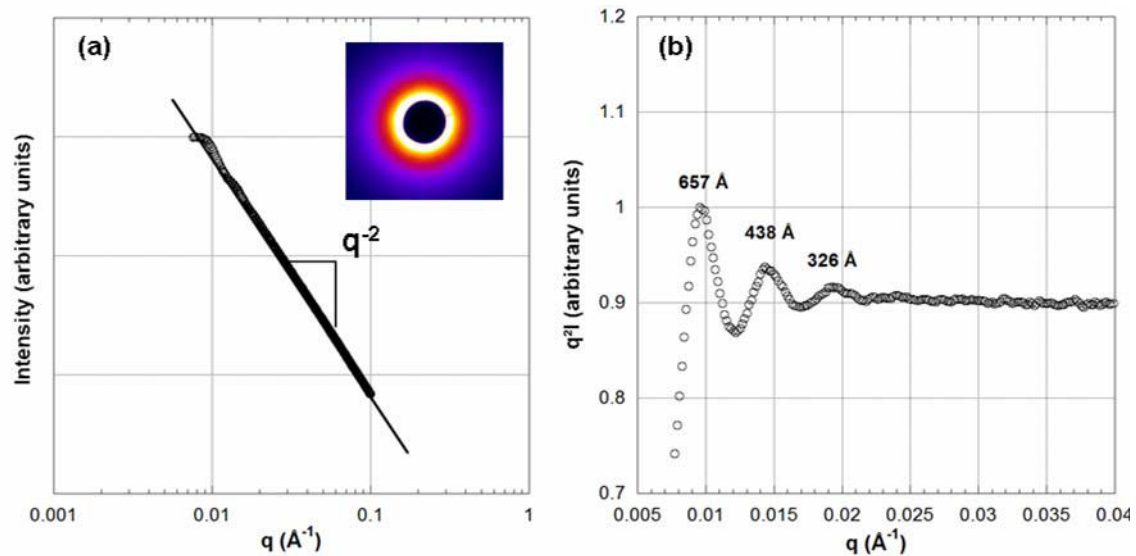 (a)
Intensity (arbitrary units)
q⁻²
0.001
0.01
0.1
1
q (Å⁻¹)
(b)
q²I (arbitrary units)
1.2
1.1
1
0.9
0.8
0.7
657 Å
438 Å
326 Å
0.005
0.01
0.015
0.02
0.025
0.03
0.035
0.04
q (Å⁻¹)